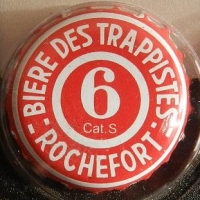 BIERE DES TRAPPISTES
6
Cat.S
- ROCHEFORT -